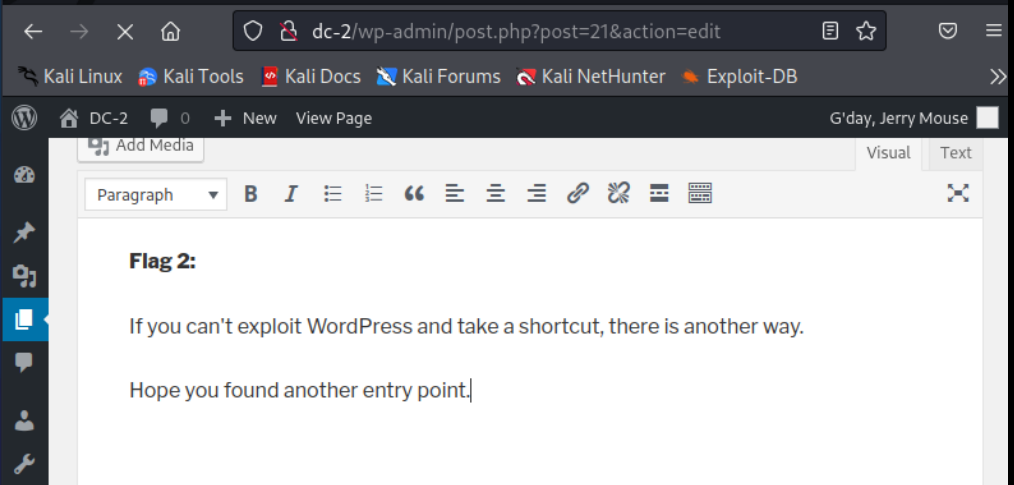 dc-2/wp-admin/post.php?post=21&action=edit
Kali Linux Kali Tools Kali Docs Kali Forums Kali NetHunter Exploit-DB
DC-2 0 New View Page G'day, Jerry Mouse
Add Media Visual Text
Paragraph
Flag 2:
If you can't exploit WordPress and take a shortcut, there is another way.
Hope you found another entry point.